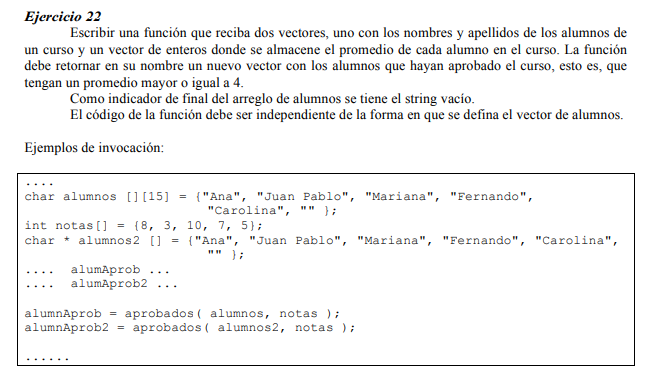 Ejercicio 22
Escribir una función que reciba dos vectores, uno con los nombres y apellidos de los alumnos de
un curso y un vector de enteros donde se almacene el promedio de cada alumno en el curso. La función
debe retornar en su nombre un nuevo vector con los alumnos que hayan aprobado el curso, esto es, que
tengan un promedio mayor o igual a 4.
Como indicador de final del arreglo de alumnos se tiene el string vacío.
El código de la función debe ser independiente de la forma en que se defina el vector de alumnos.
Ejemplos de invocación:
....
char alumnos [][15] = {"Ana", "Juan Pablo", "Mariana", "Fernando",
"Carolina", "" };
int notas[] = {8, 3, 10, 7, 5};
char * alumnos2 [] = {"Ana", "Juan Pablo", "Mariana", "Fernando", "Carolina",
"" };
.... alumAprob ...
.... alumAprob2 ...
alumnAprob = aprobados( alumnos, notas );
alumnAprob2 = aprobados( alumnos2, notas );
......